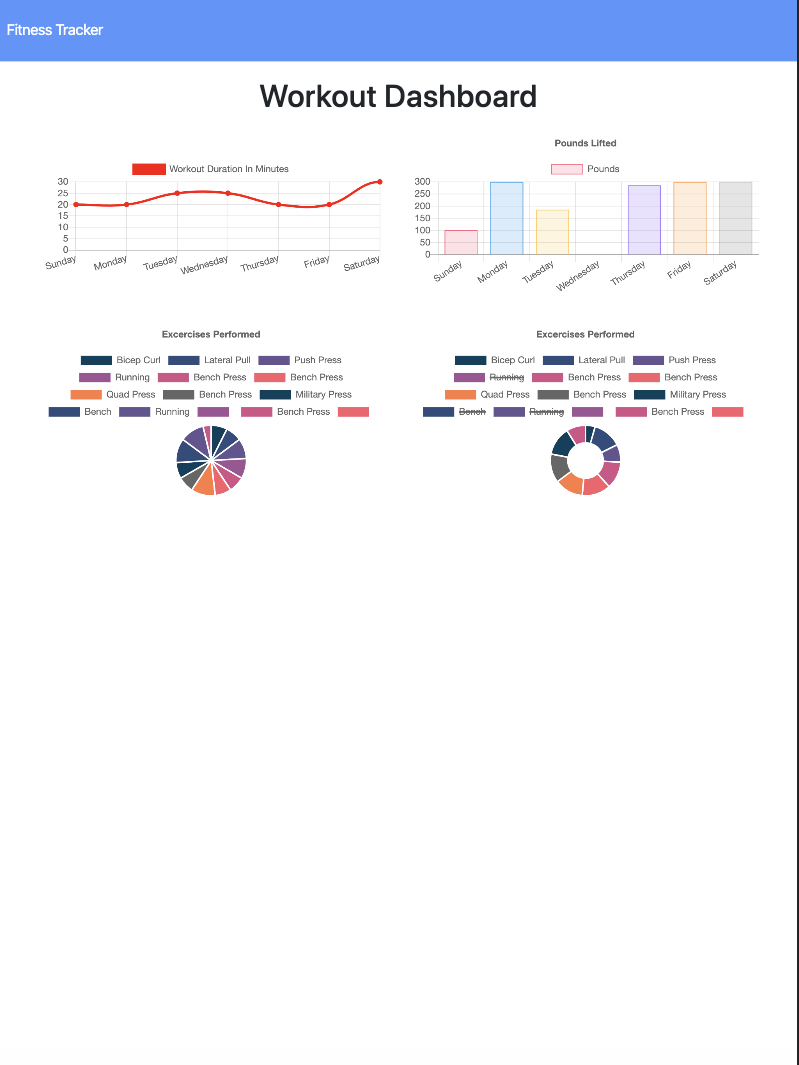 Fitness Tracker
Workout Dashboard
Workout Duration In Minutes
30
25
20
15
10
5
0
Sunday Monday Tuesday Wednesday Thursday Friday Saturday
Pounds Lifted
Pounds
300
250
200
150
100
50
0
Sunday Monday Tuesday Wednesday Thursday Friday Saturday
Excercises Performed
Bicep Curl Lateral Pull Push Press
Running Bench Press Bench Press
Quad Press Bench Press Military Press
Bench Running Bench Press
Excercises Performed
Bicep Curl Lateral Pull Push Press
Running Bench Press Bench Press
Quad Press Bench Press Military Press
Bench Running Bench Press